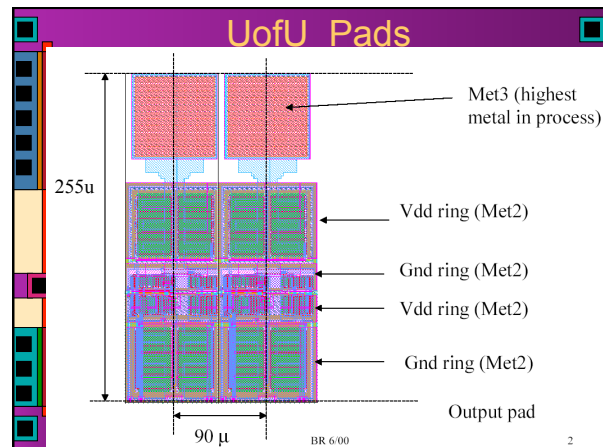 UofU Pads
Met3 (highest
metal in process)
255u
Vdd ring (Met2)
Gnd ring (Met2)
Vdd ring (Met2)
Gnd ring (Met2)
Output pad
90 μ
BR 6/00
2